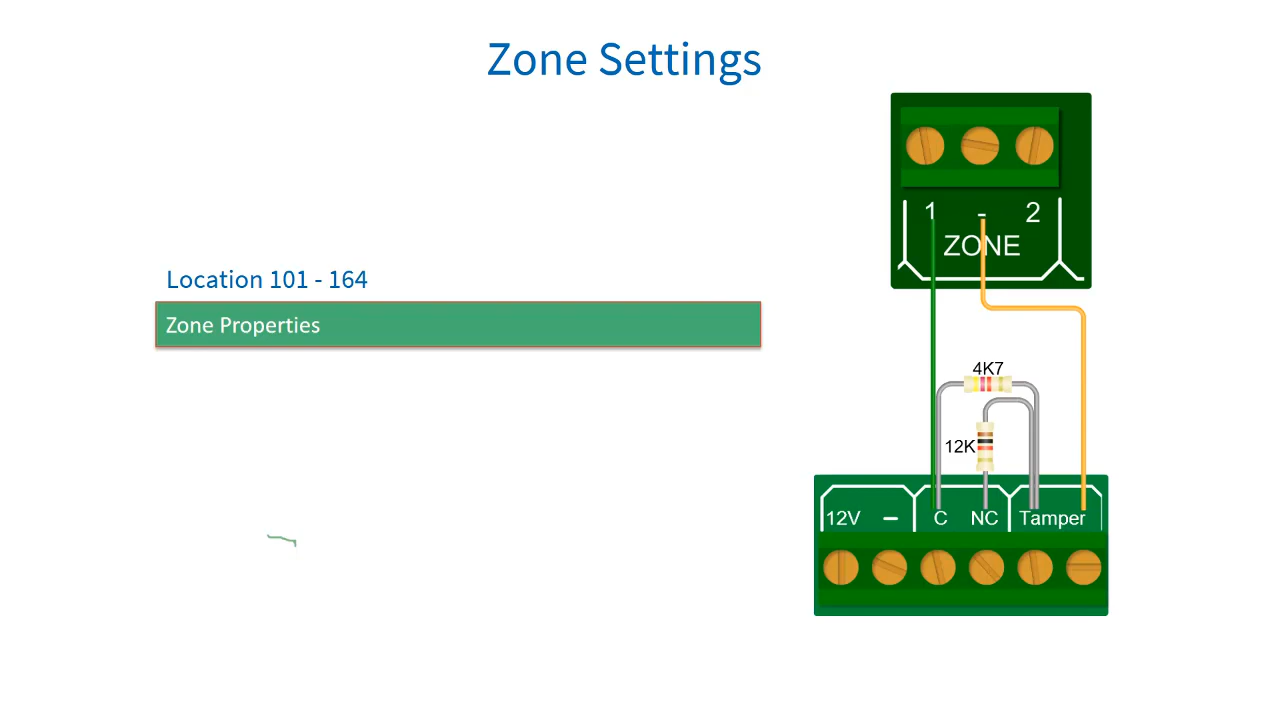 Zone Settings
1 - 2
ZONE
Location 101 - 164
Zone Properties
4K7
12K
12V – C NC Tamper